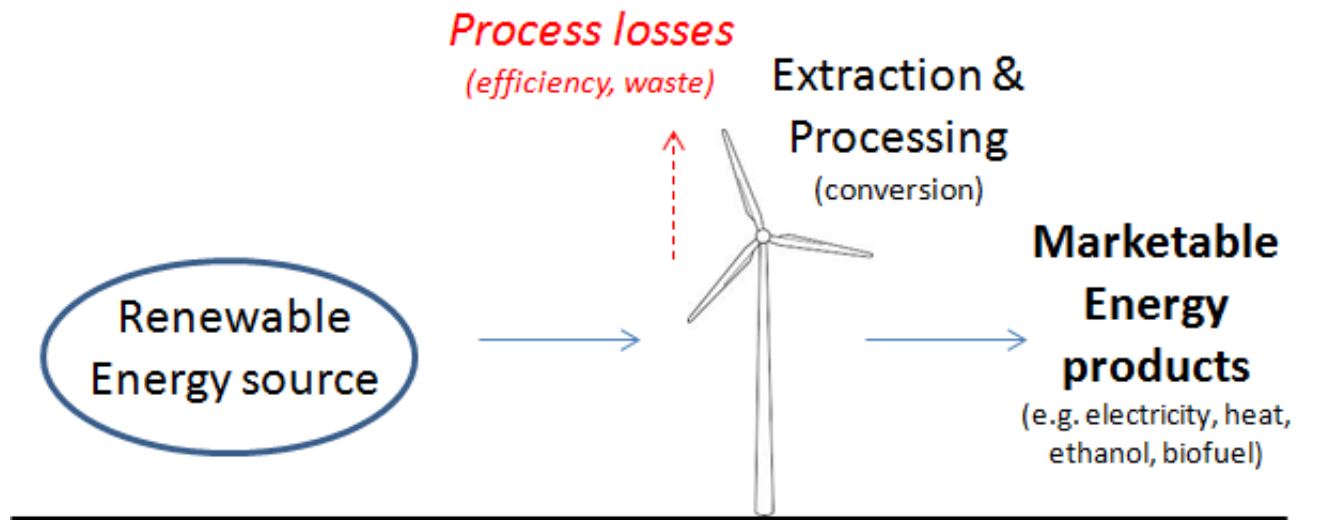 Process losses
(efficiency, waste)
Extraction &
Processing
(conversion)
Renewable
Energy source
Marketable
Energy
products
(e.g. electricity, heat,
ethanol, biofuel)